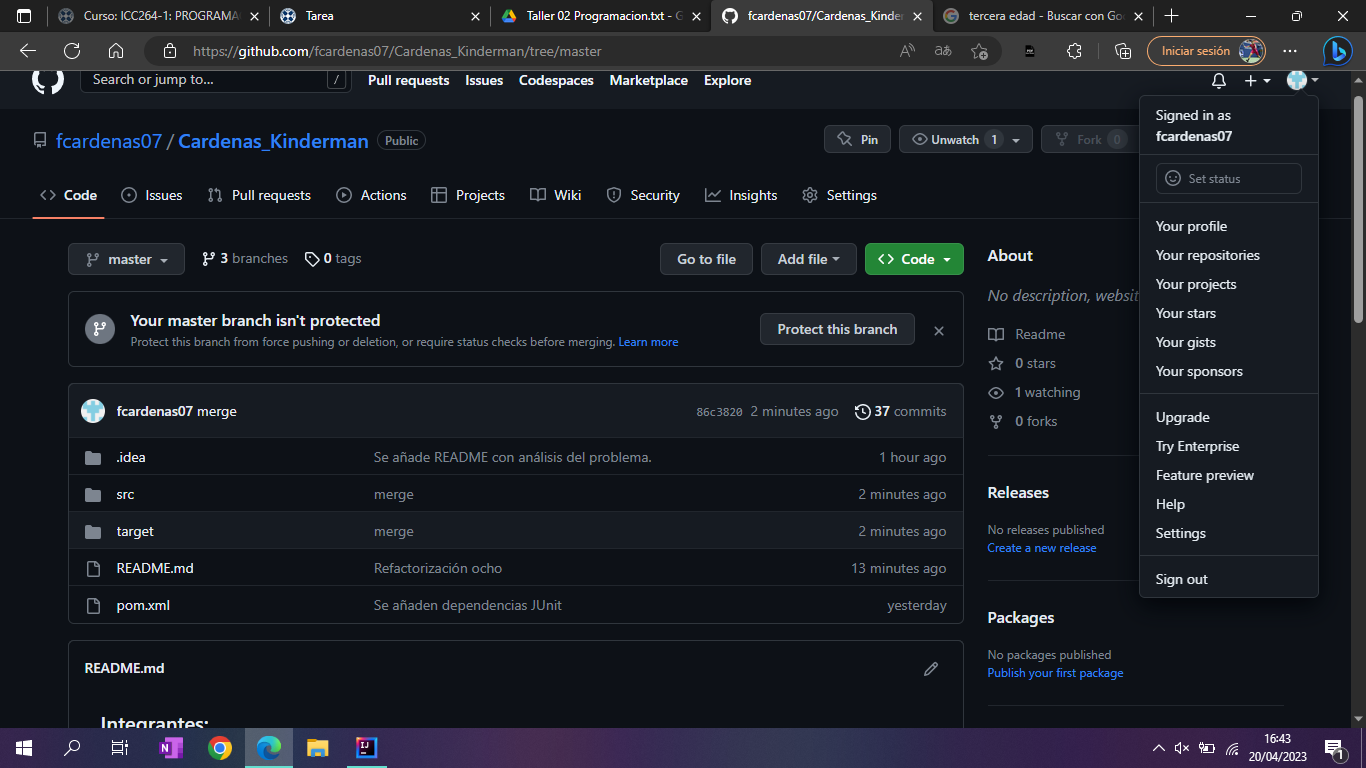 Curso: ICC264-1: PROGRAMA
Tarea
Taller 02 Programacion.txt - G
fcardenas07/Cardenas_Kinder
tercera edad - Buscar con Go
https://github.com/fcardenas07/Cardenas_Kinderman/tree/master
Iniciar sesión
Search or jump to...
/
Pull requests
Issues
Codespaces
Marketplace
Explore
Signed in as
fcardenas07
Set status
Your profile
Your repositories
Your projects
Your stars
Your gists
Your sponsors
Upgrade
Try Enterprise
Feature preview
Help
Settings
Sign out
fcardenas07 / Cardenas_Kinderman
Public
Pin
Unwatch 1
Fork 0
Code
Issues
Pull requests
Actions
Projects
Wiki
Security
Insights
Settings
master
3 branches
0 tags
Go to file
Add file
Code
Your master branch isn't protected
Protect this branch from force pushing or deletion, or require status checks before merging. Learn more
Protect this branch
fcardenas07 merge
86c3820 2 minutes ago
37 commits
.idea
Se añade README con análisis del problema.
1 hour ago
src
merge
2 minutes ago
target
merge
2 minutes ago
README.md
Refactorización ocho
13 minutes ago
pom.xml
Se añaden dependencias JUnit
yesterday
README.md
Integrantes:
About
No description, websit
Readme
0 stars
1 watching
0 forks
Releases
No releases published
Create a new release
Packages
No packages published
Publish your first package
16:43
20/04/2023
1